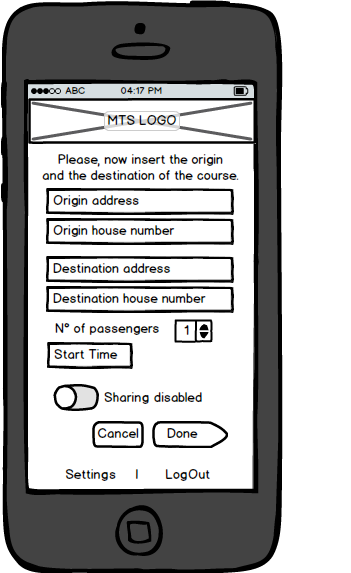 ABC 04:17 PM
MTS LOGO
Please, now insert the origin
and the destination of the course.
Origin address
Origin house number
Destination address
Destination house number
N° of passengers 1
Start Time
Sharing disabled
Cancel Done
Settings | LogOut